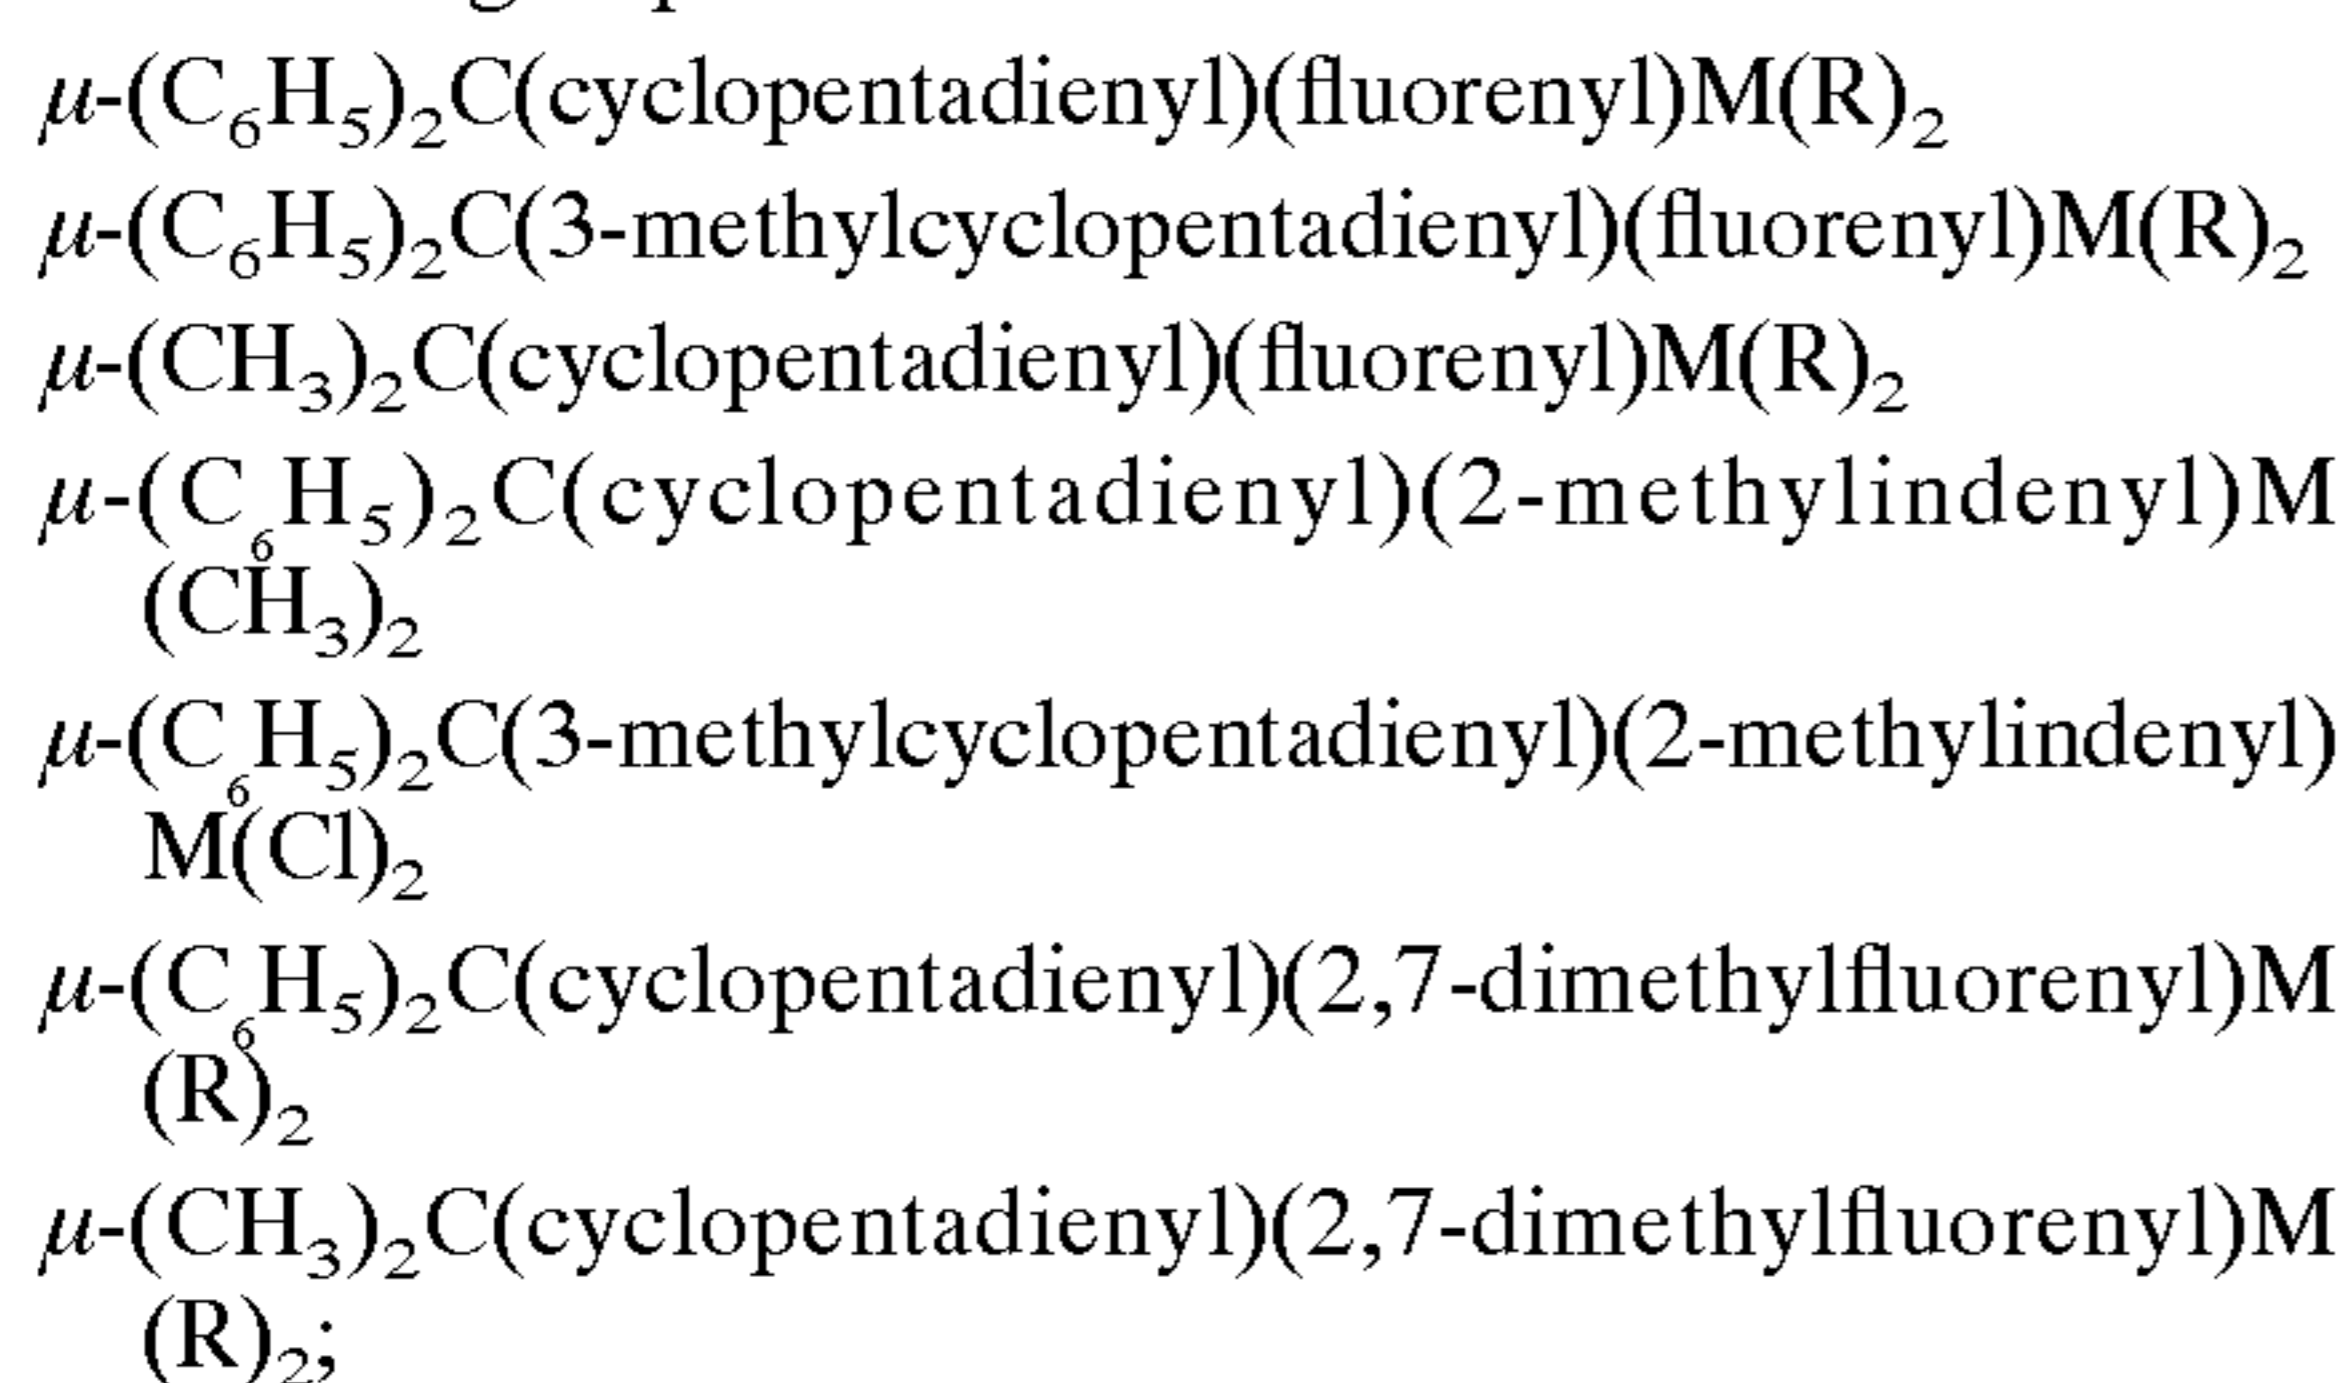 μ-(C₆H₅)₂C(cyclopentadienyl)(fluorenyl)M(R)₂
μ-(C₆H₅)₂C(3-methylcyclopentadienyl)(fluorenyl)M(R)₂
μ-(CH₃)₂C(cyclopentadienyl)(fluorenyl)M(R)₂
μ-(C₆H₅)₂C(cyclopentadienyl)(2-methylindenyl)M
(CH₃)₂
μ-(C₆H₅)₂C(3-methylcyclopentadienyl)(2-methylindenyl)
M(Cl)₂
μ-(C₆H₅)₂C(cyclopentadienyl)(2,7-dimethylfluorenyl)M
(R)₂
μ-(CH₃)₂C(cyclopentadienyl)(2,7-dimethylfluorenyl)M
(R)₂;